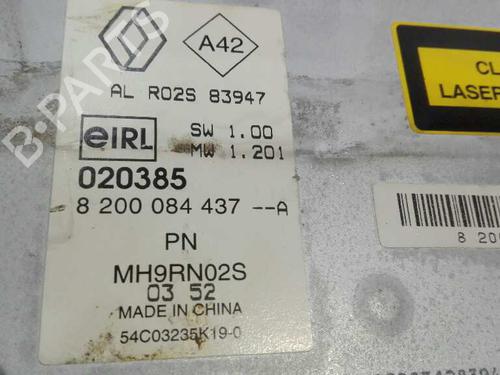 A42
AL R02S 83947
eIRL
SW 1.00
MW 1.201
020385
8 200 084 437 --A
PN
MH9RN02S
03 52
MADE IN CHINA
54C03235K19-0
CL
LASER
8 20
B-PARTS